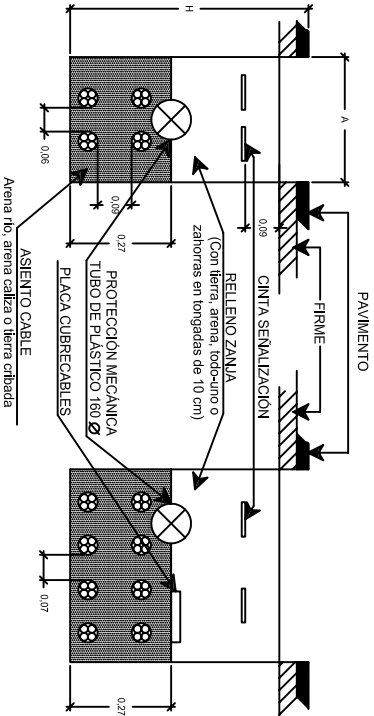 PAVIMENTO
FIRME
CINTA SEÑALIZACIÓN
RELLENO ZANJA
(Con tierra, arena, todo-uno o
zahorras en tongadas de 10 cm)
PROTECCIÓN MECÁNICA
TUBO DE PLÁSTICO 160 Ø
PLACA CUBRECABLES
ASIENTO CABLE
Arena río, arena caliza o tierra cribada
H
A
0,09
0,09
0,27
0,06
0,07
0,27